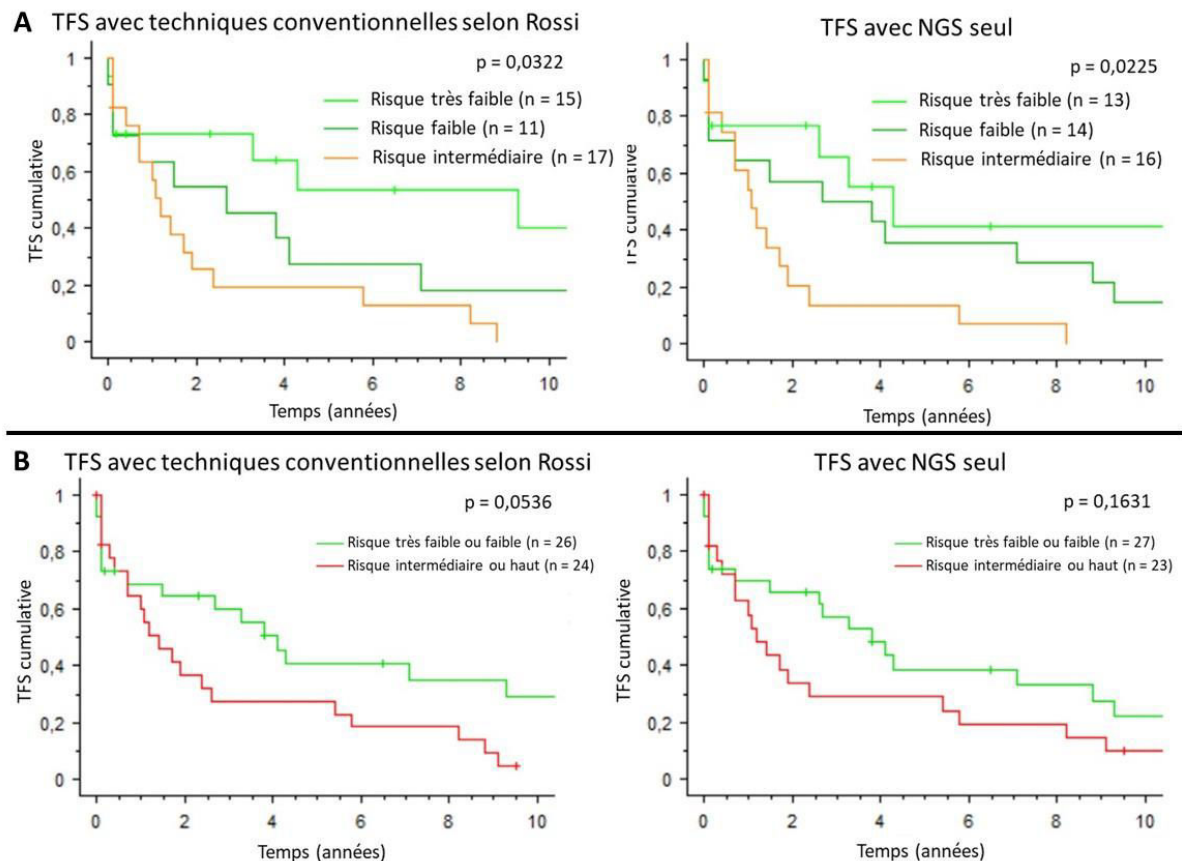 A
TFS avec techniques conventionnelles selon Rossi
p = 0,0322
Risque très faible (n = 15)
Risque faible (n = 11)
Risque intermédiaire (n = 17)
TFS cumulative
1
0,8
0,6
0,4
0,2
0
0 2 4 6 8 10
Temps (années)
TFS avec NGS seul
p = 0,0225
Risque très faible (n = 13)
Risque faible (n = 14)
Risque intermédiaire (n = 16)
TFS cumulative
1
0,8
0,6
0,4
0,2
0
0 2 4 6 8 10
Temps (années)
B
TFS avec techniques conventionnelles selon Rossi
p = 0,0536
Risque très faible ou faible (n = 26)
Risque intermédiaire ou haut (n = 24)
TFS cumulative
1
0,8
0,6
0,4
0,2
0
0 2 4 6 8 10
Temps (années)
TFS avec NGS seul
p = 0,1631
Risque très faible ou faible (n = 27)
Risque intermédiaire ou haut (n = 23)
TFS cumulative
1
0,8
0,6
0,4
0,2
0
0 2 4 6 8 10
Temps (années)